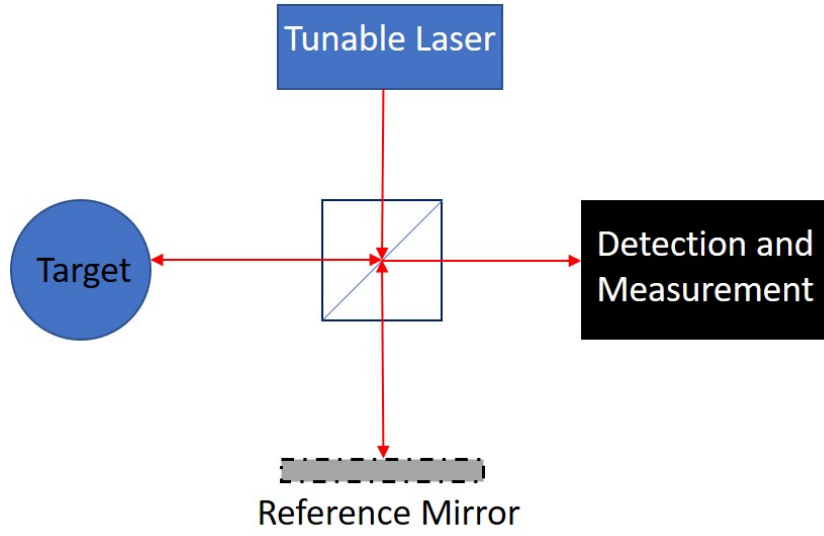 Tunable Laser
Target
Detection and
Measurement
Reference Mirror